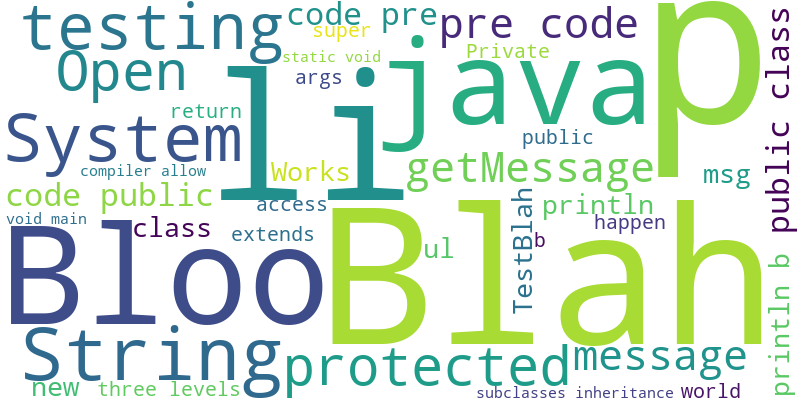 testing
code pre
super
pre code
p
public class
Open
static void
Private
java
args
li
System
return
public
compiler allow
Works
getMessage
msg
code public
access
TestBlah
println
void main
class
extends
ul
b
happen
Bloo
Blah
println b
String
protected
message
new
three levels
subclasses inheritance
world